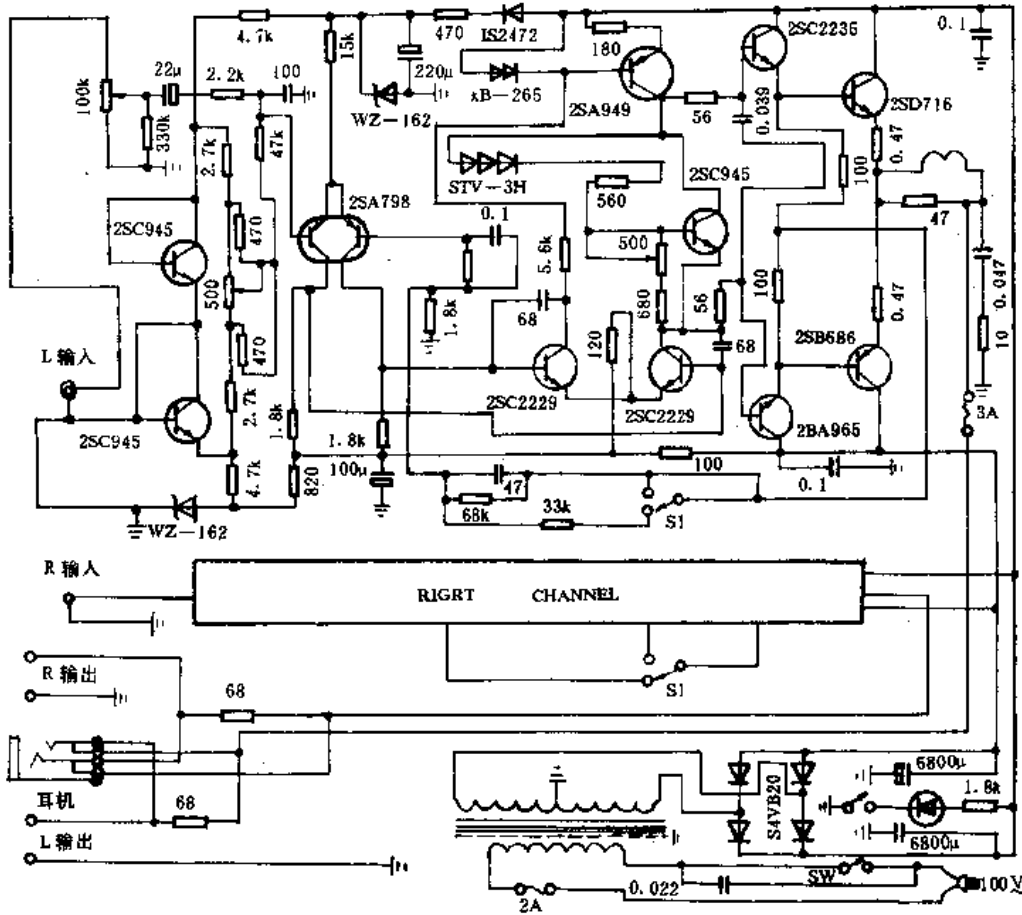 4.7k
15k
470
IS2472
180
2SC2235
0.1
22μ
2.2k
100
220μ
xB-265
2SA949
2SD716
100k
330k
47k
WZ-162
56
0.039
0.47
2.7k
STV-3H
100
560
2SC945
47
2SA798
0.1
2SC945
470
500
5.6k
500
0.047
1.8k
68
680
56
100
0.47
10
470
120
68
2SB686
L 输入
2.7k
2SC945
1.8k
2SC2229
2SC2229
3A
2BA965
1.8k
100μ
4.7k
820
100
0.1
47
68k
33k
S1
WZ-162
R 输入
RIGRT CHANNEL
R 输出
S1
68
耳机
68
L 输出
S4VB20
6800μ
1.8k
6800μ
SW
100V
0.022
2A